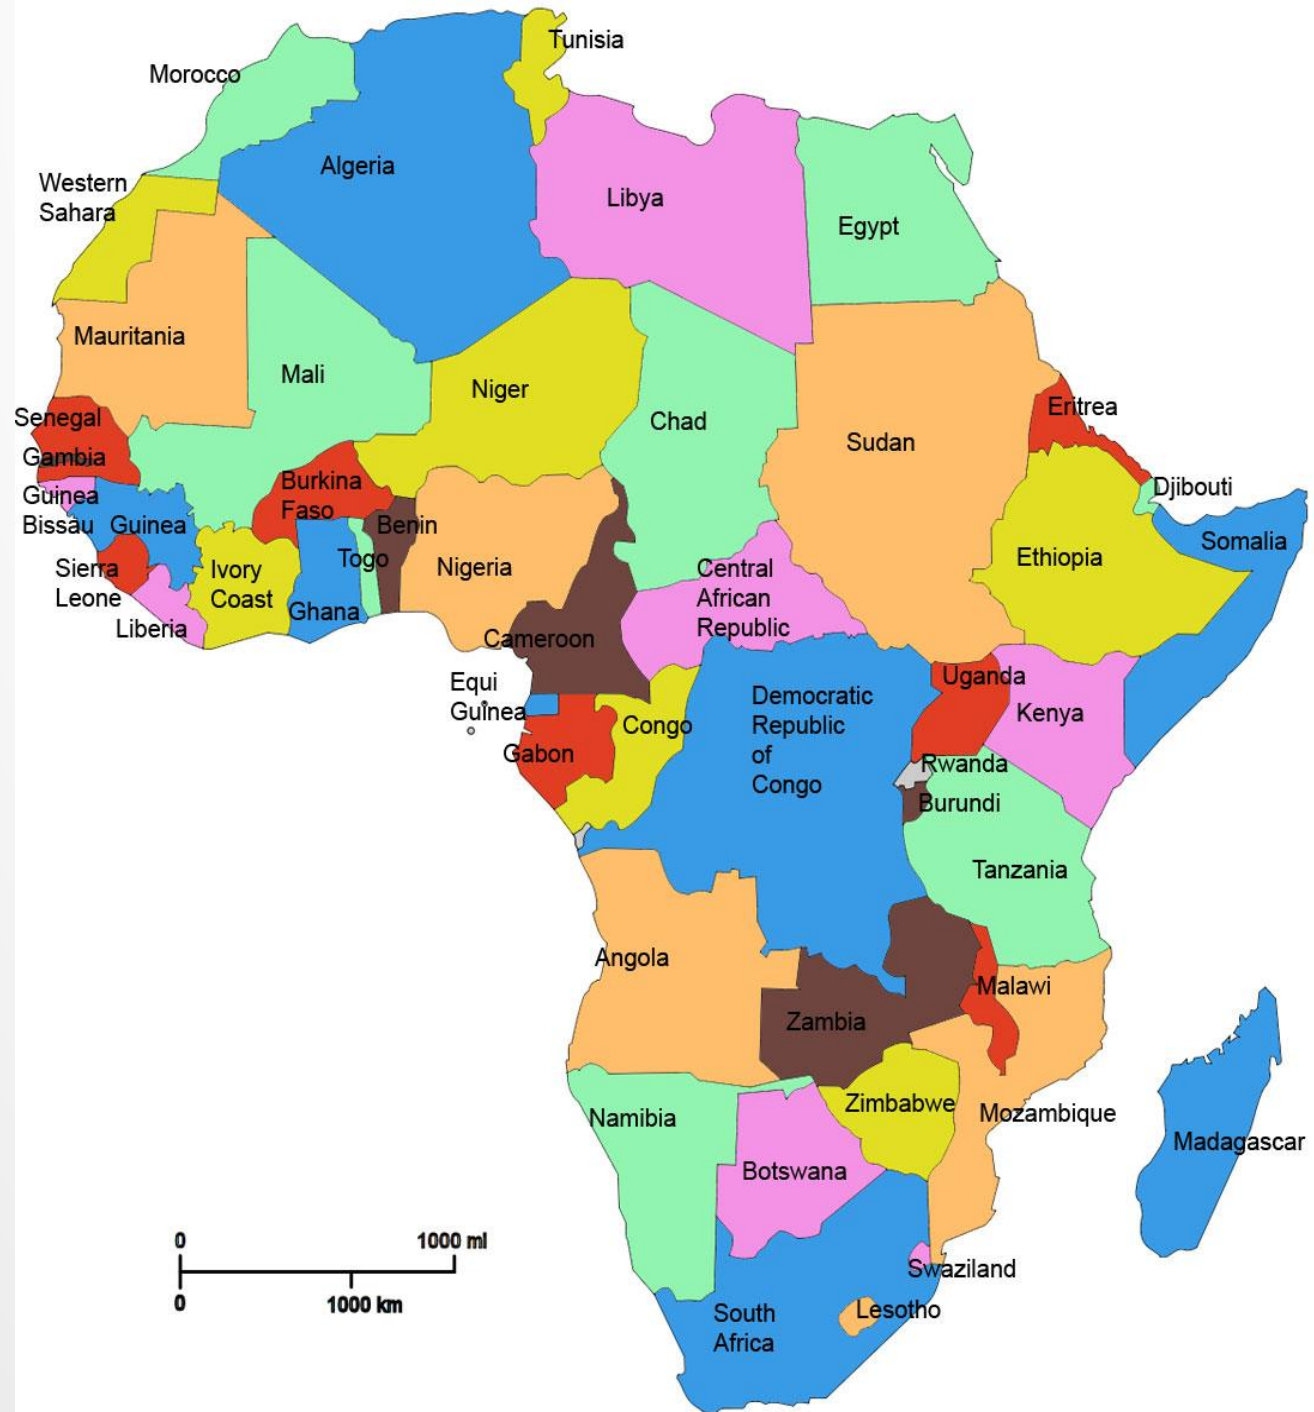 Tunisia
Morocco
Algeria
Western
Sahara
Libya
Egypt
Mauritania
Mali
Niger
Chad
Sudan
Eritrea
Senegal
Gambia
Guinea
Bissau
Guinea
Burkina
Faso
Benin
Djibouti
Somalia
Sierra
Leone
Ivory
Coast
Togo
Nigeria
Ethiopia
Central
African
Republic
Liberia
Ghana
Cameroon
Equi
Guinea
Gabon
Congo
Democratic
Republic
of
Congo
Uganda
Kenya
Rwanda
Burundi
Tanzania
Angola
Malawi
Zambia
Namibia
Zimbabwe
Mozambique
Madagascar
Botswana
0 1000 ml
0 1000 km
Swaziland
Lesotho
South
Africa